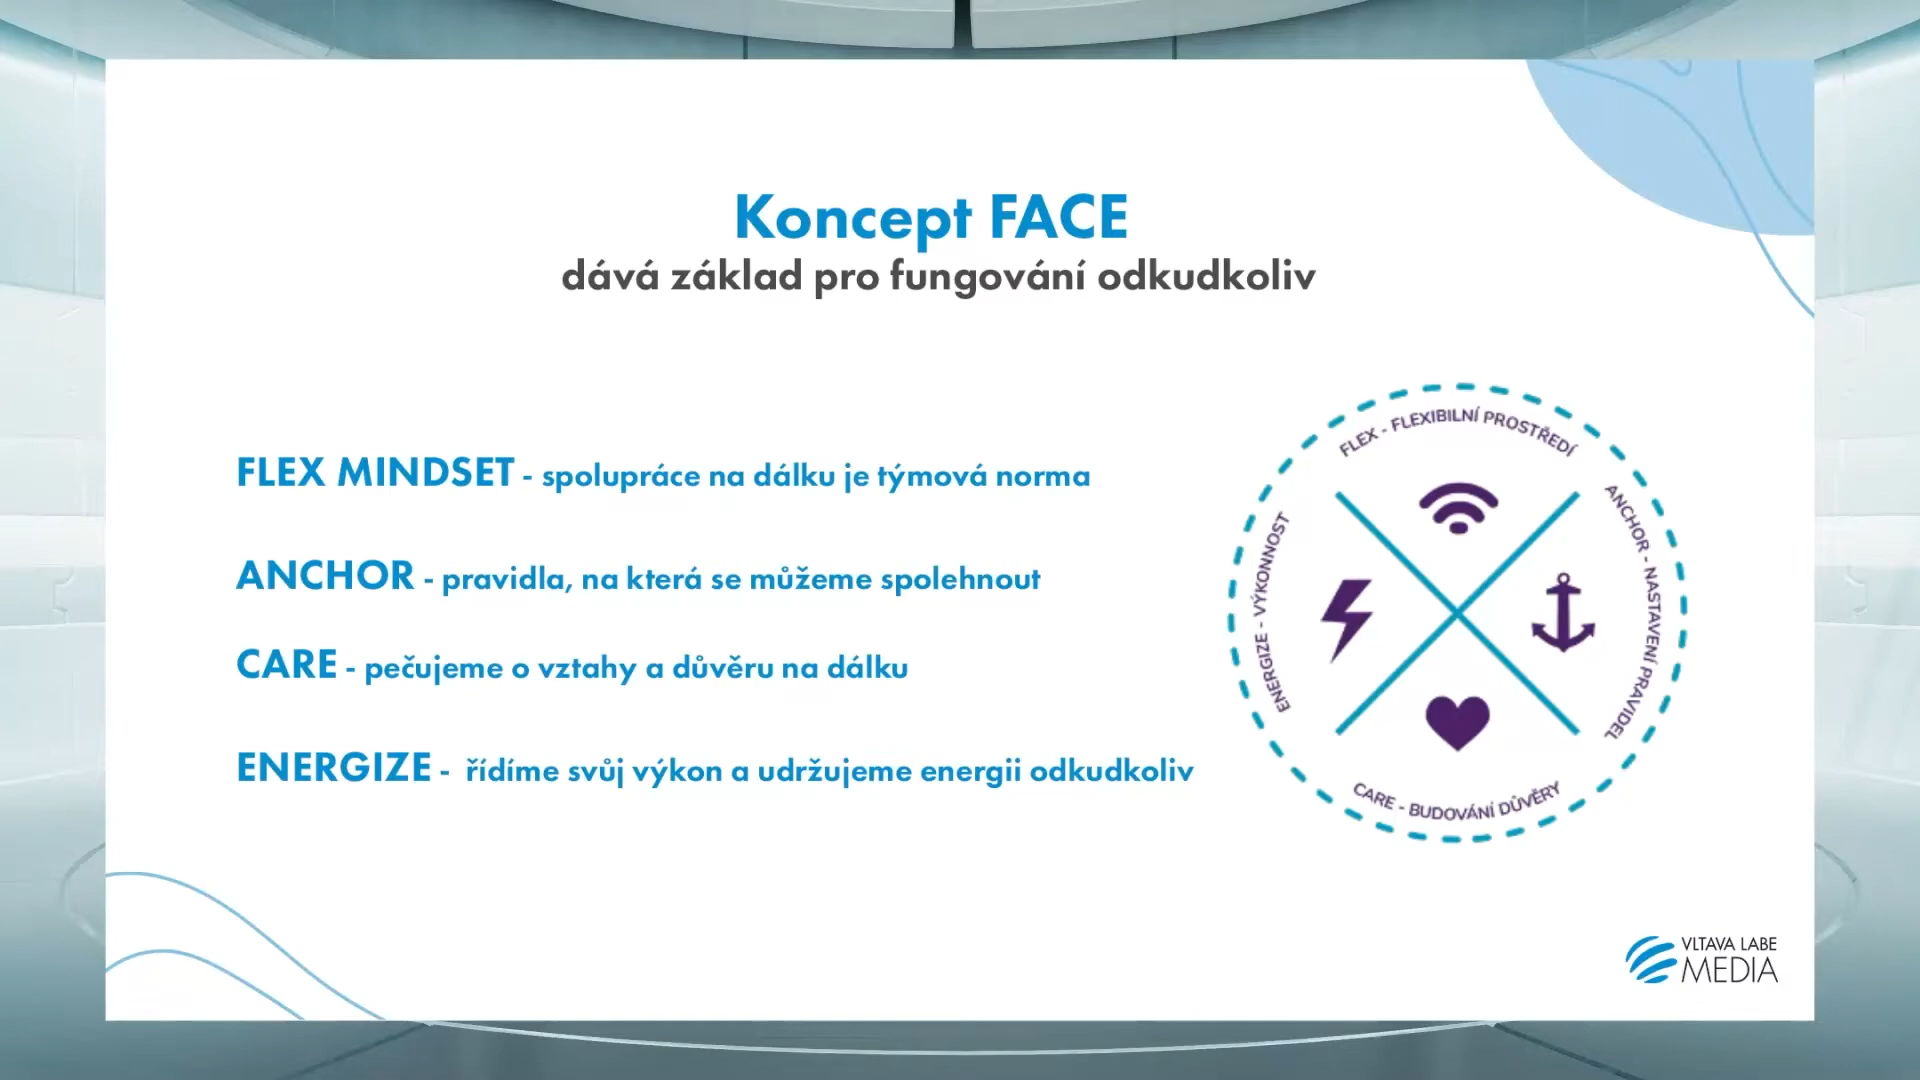 Koncept FACE
dává základ pro fungování odkudkoliv
FLEX MINDSET - spolupráce na dálku je týmová norma
ANCHOR - pravidla, na která se můžeme spolehnout
CARE - pečujeme o vztahy a důvěru na dálku
ENERGIZE - řídíme svůj výkon a udržujeme energii odkudkoliv
FLEX - FLEXIBILNÍ PROSTŘEDÍ
ANCHOR - NASTAVENÍ PRAVIDEL
CARE - BUDOVÁNÍ DŮVĚRY
ENERGIZE - VÝKONNOST
VLTAVA LABE
MEDIA